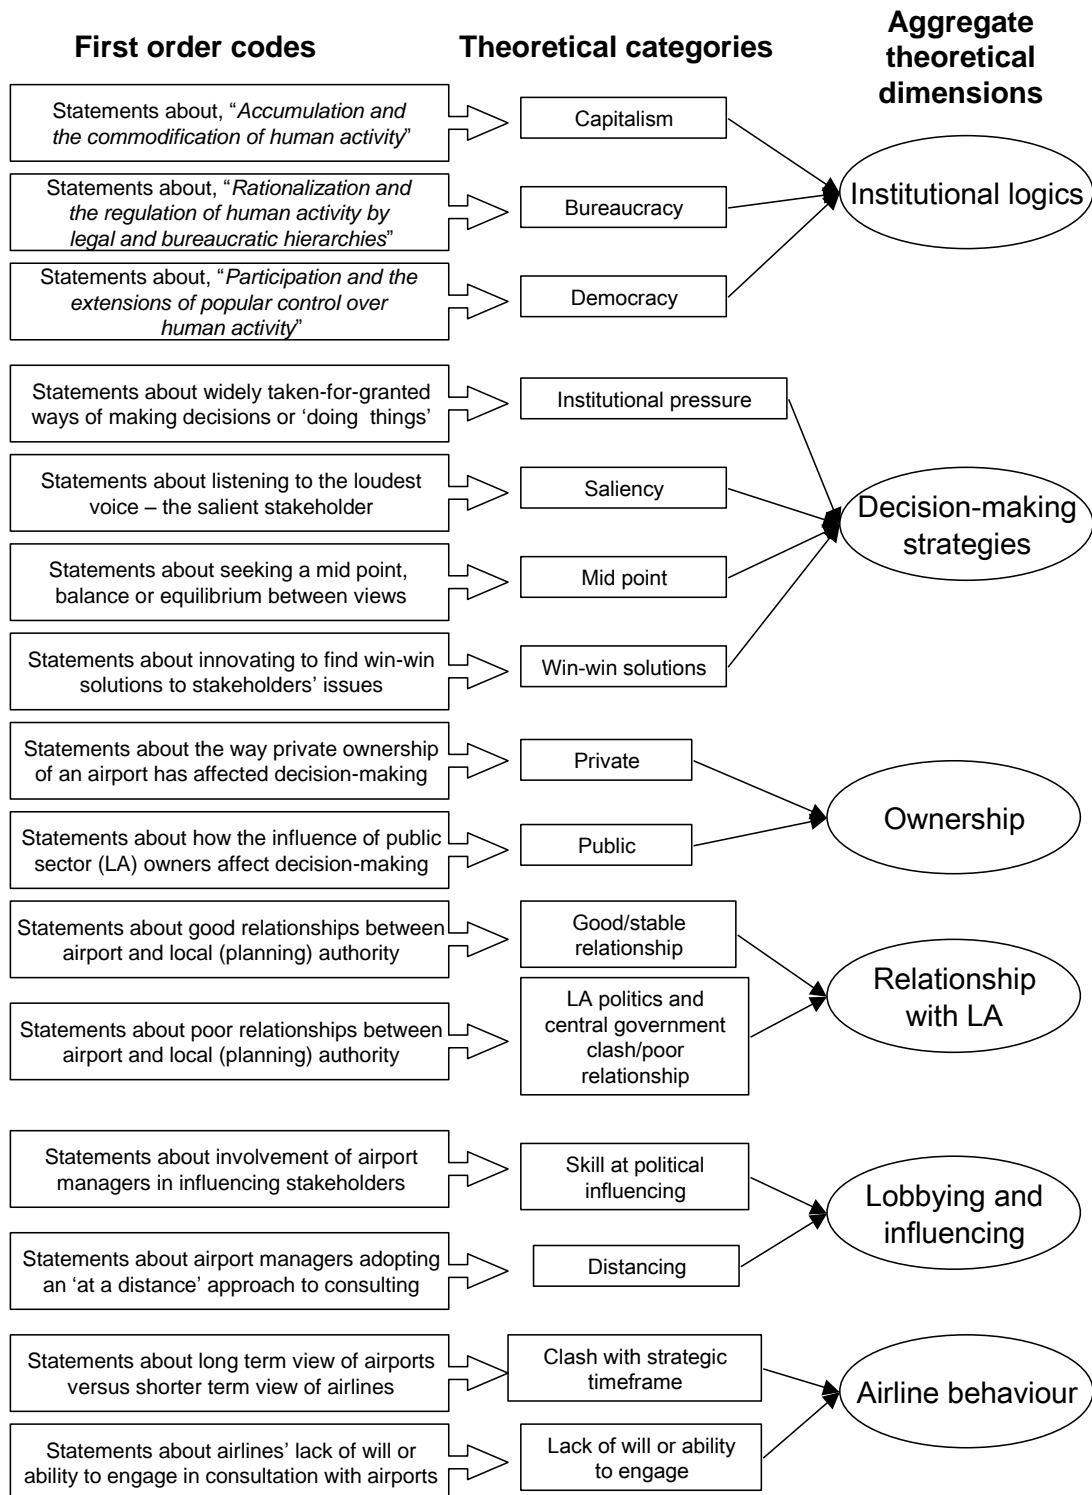 First order codes
Theoretical categories
Aggregate
theoretical
dimensions
Statements about, “Accumulation and
the commodification of human activity”
Capitalism
Institutional logics
Statements about, “Rationalization and
the regulation of human activity by
legal and bureaucratic hierarchies”
Bureaucracy
Statements about, “Participation and the
extensions of popular control over
human activity”
Democracy
Statements about widely taken-for-granted
ways of making decisions or ‘doing  things’
Institutional pressure
Statements about listening to the loudest
voice – the salient stakeholder
Saliency
Decision-making
strategies
Statements about seeking a mid point,
balance or equilibrium between views
Mid point
Statements about innovating to find win-win
solutions to stakeholders’ issues
Win-win solutions
Statements about the way private ownership
of an airport has affected decision-making
Private
Ownership
Statements about how the influence of public
sector (LA) owners affect decision-making
Public
Statements about good relationships between
airport and local (planning) authority
Good/stable
relationship
Relationship
with LA
Statements about poor relationships between
airport and local (planning) authority
LA politics and
central government
clash/poor
relationship
Statements about involvement of airport
managers in influencing stakeholders
Skill at political
influencing
Lobbying and
influencing
Statements about airport managers adopting
an ‘at a distance’ approach to consulting
Distancing
Statements about long term view of airports
versus shorter term view of airlines
Clash with strategic
timeframe
Airline behaviour
Statements about airlines’ lack of will or
ability to engage in consultation with airports
Lack of will or ability
to engage